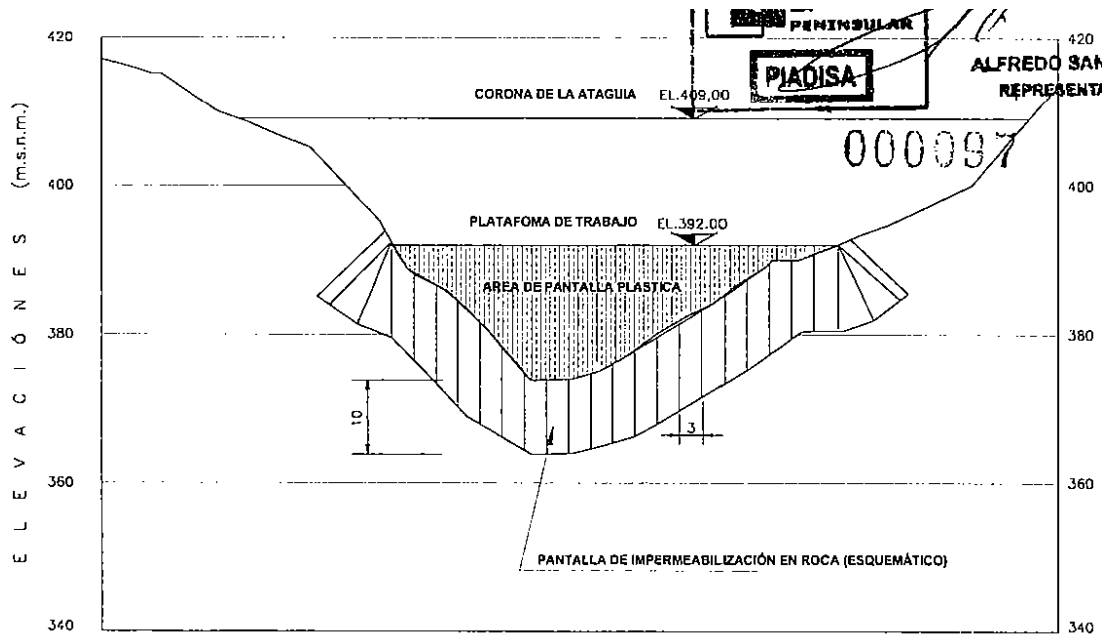 PENINSULAR
PIADISA
ALFREDO SAN
REPRESENTA
000097
420
420
CORONA DE LA ATAGUIA EL.409,00
400
400
PLATAFOMA DE TRABAJO EL.392.00
AREA DE PANTALLA PLASTICA
380
380
10
3
360
360
PANTALLA DE IMPERMEABILIZACIÓN EN ROCA (ESQUEMÁTICO)
340
340
ELEVACIÓNES (m.s.n.m.)